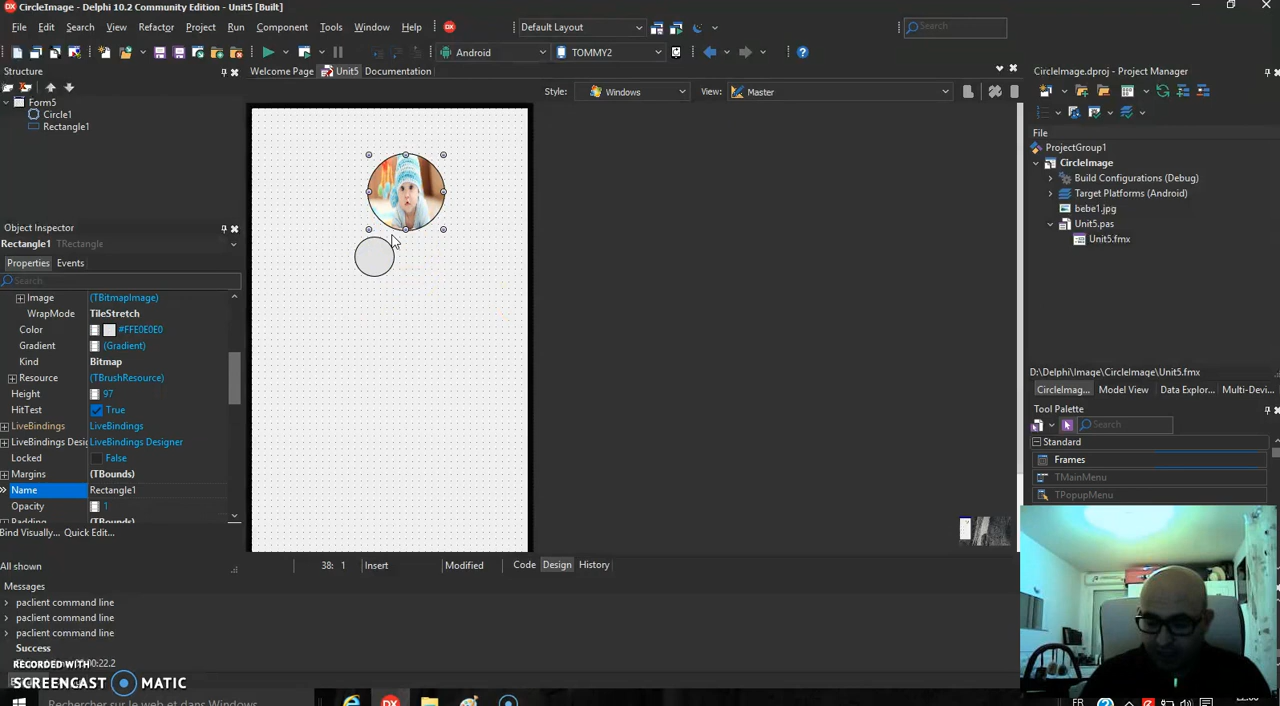 CircleImage - Delphi 10.2 Community Edition - Unit5 [Built]
File Edit Search View Refactor Project Run Component Tools Window Help Default Layout Search
Android TOMMY2
Structure
Welcome Page Unit5 Documentation
CircleImage.dproj - Project Manager
Style: Windows View: Master
Form5
Circle1
Rectangle1
File
ProjectGroup1
CircleImage
Build Configurations (Debug)
Target Platforms (Android)
bebe1.jpg
Unit5.pas
Unit5.fmx
Object Inspector
Rectangle1 TRectangle
Properties Events
Search
Image (TBitmapImage)
WrapMode TileStretch
Color #FFE0E0E0
Gradient (Gradient)
Kind Bitmap
Resource (TBrushResource)
Height 97
HitTest True
LiveBindings LiveBindings
LiveBindings Desi LiveBindings Designer
Locked False
Margins (TBounds)
Name Rectangle1
Opacity 1
Padding (TBounds)
Bind Visually... Quick Edit...
All shown
D:\Delphi\Image\CircleImage\Unit5.fmx
CircleImag... Model View Data Explor... Multi-Devi...
Tool Palette
Search
Standard
Frames
TMainMenu
TPopupMenu
38: 1 Insert Modified Code Design History
Messages
paclient command line
paclient command line
paclient command line
Success
RECORDED WITH
SCREENCAST MATIC
Rechercher sur le web et dans Windows